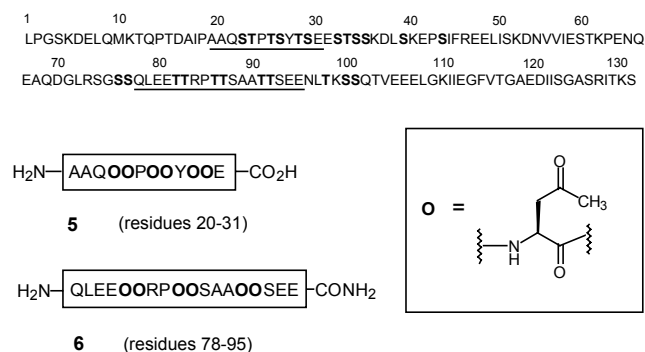 1 10 20 30 40 50 60
LPGSKDELQMKTQPTDAIPAAQSTPTSYTSEESTSSKDLSKEPSIFREELISKDNVVIESTKPENQ
70 80 90 100 110 120 130
EAQDGLRSGSSQLEETTRPTTSAATTSEENLTKSSQTVEEELGKIIEGFVTGAEDIISGASRITKS
H2N AAQOOPOOYOOE CO2H
5 (residues 20-31)
H2N QLEEOORPOOSAAOOSEE CONH2
6 (residues 78-95)
O =
O
CH3
N
H
O